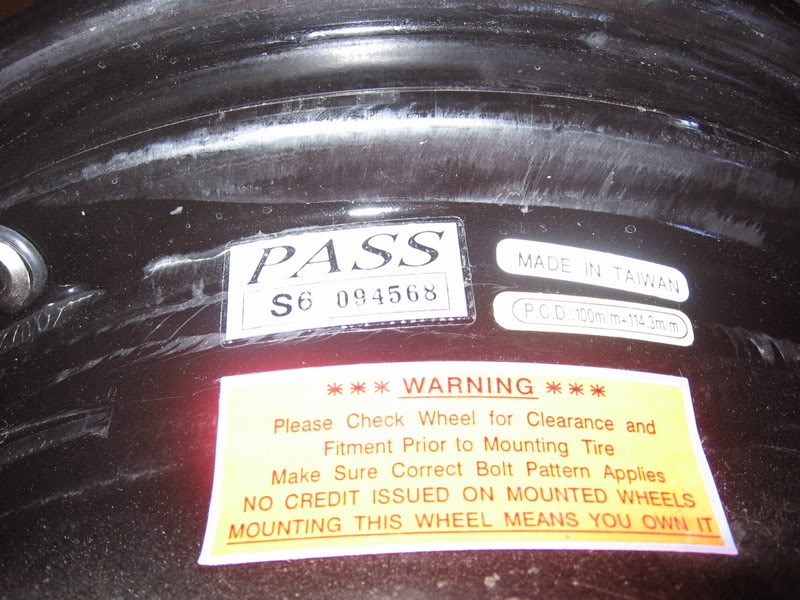 PASS
S6 094568
MADE IN TAIWAN
P.C.D.:100m/m-114.3m/m
*** WARNING ***
Please Check Wheel for Clearance and
Fitment Prior to Mounting Tire
Make Sure Correct Bolt Pattern Applies
NO CREDIT ISSUED ON MOUNTED WHEELS
MOUNTING THIS WHEEL MEANS YOU OWN IT